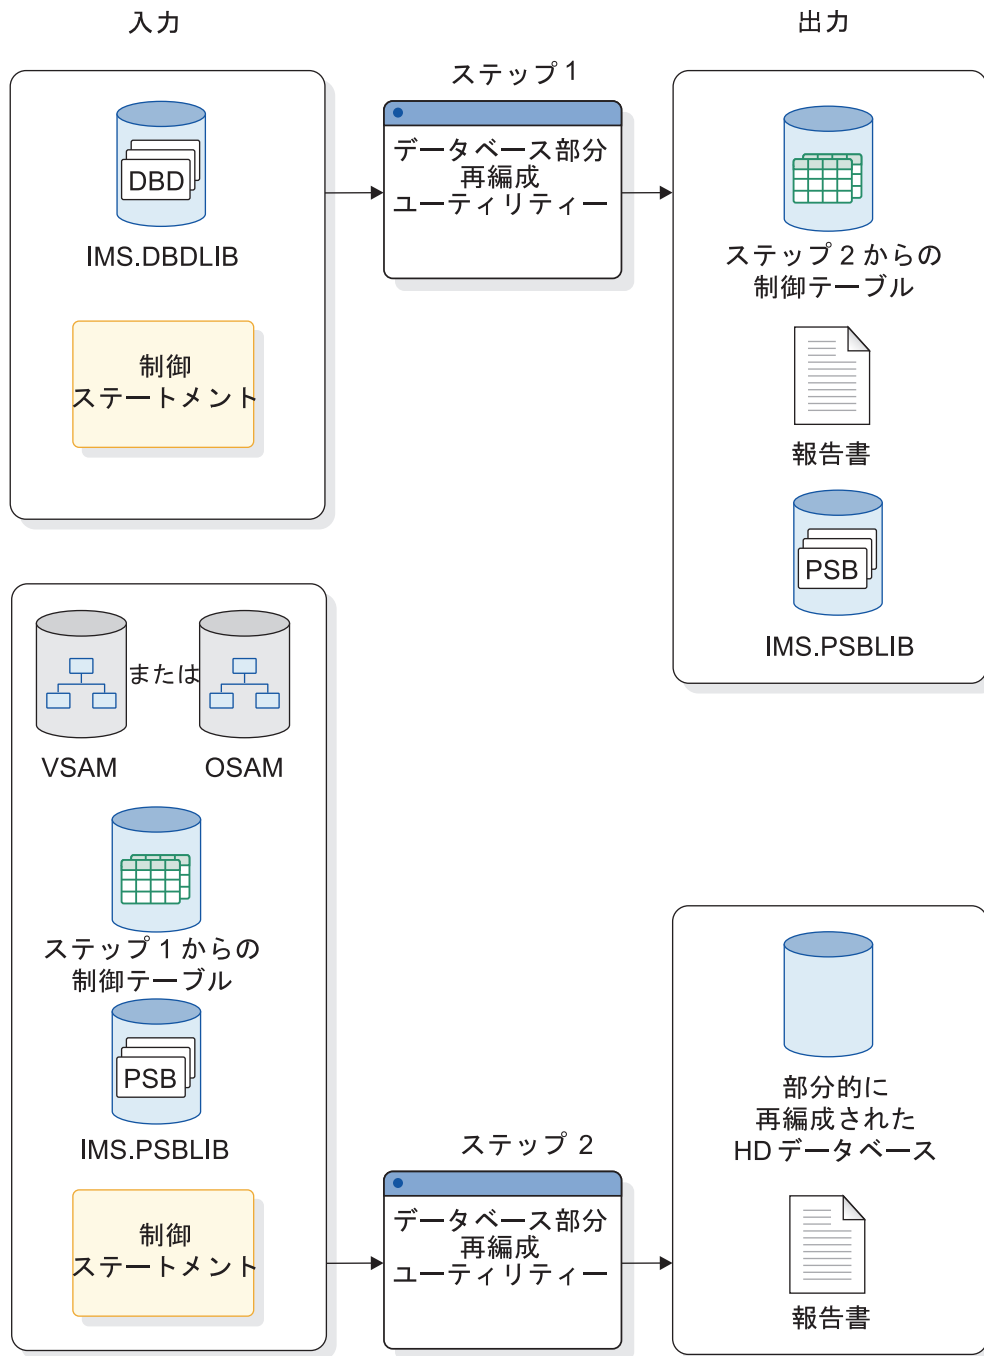 入力
出力
ステップ 1
DBD
IMS.DBDLIB
制御
ステートメント
データベース部分
再編成
ユーティリティー
ステップ 2 からの
制御テーブル
報告書
PSB
IMS.PSBLIB
または
VSAM
OSAM
ステップ 1 からの
制御テーブル
PSB
IMS.PSBLIB
制御
ステートメント
ステップ 2
データベース部分
再編成
ユーティリティー
部分的に
再編成された
HD データベース
報告書